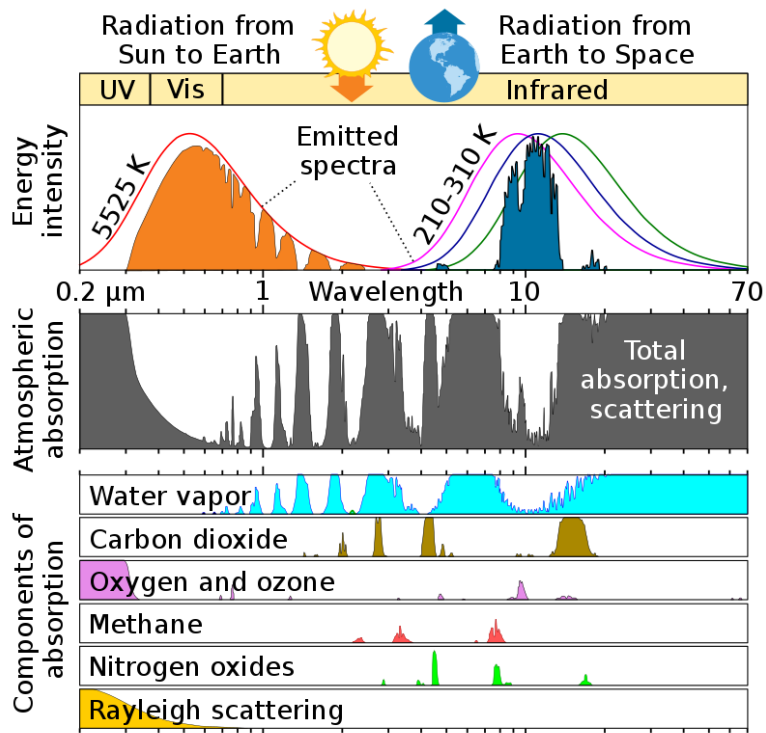 Radiation from
Sun to Earth
Radiation from
Earth to Space
UV
Vis
Infrared
Energy
intensity
5525 K
Emitted
spectra
210-310 K
0.2 µm
1
Wavelength
10
70
Atmospheric
absorption
Total
absorption,
scattering
Components of
absorption
Water vapor
Carbon dioxide
Oxygen and ozone
Methane
Nitrogen oxides
Rayleigh scattering